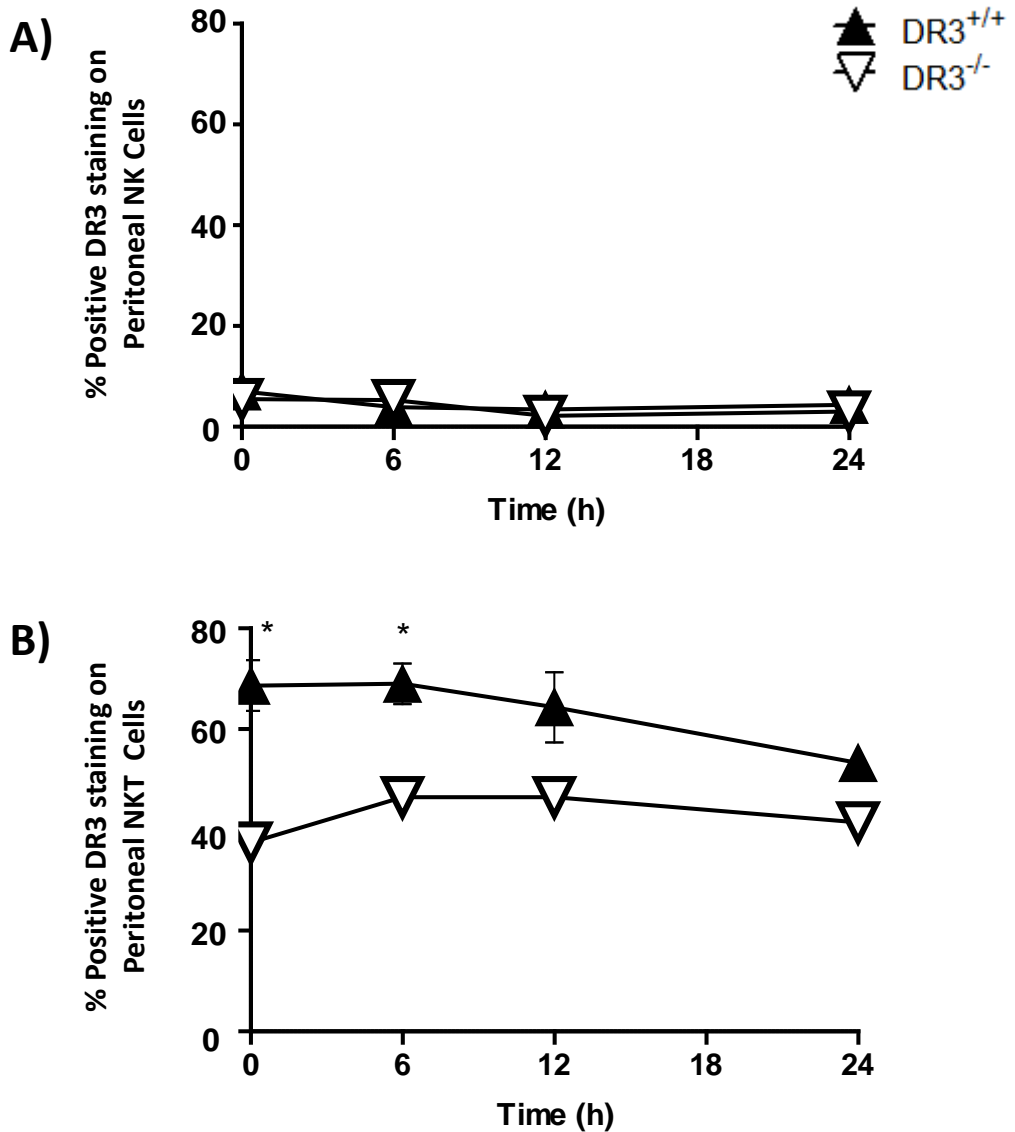 A)
DR3+/+
DR3-/-
% Positive DR3 staining on
Peritoneal NK Cells
80
60
40
20
0
0 6 12 18 24
Time (h)
B)
% Positive DR3 staining on
Peritoneal NKT Cells
* *
80
60
40
20
0
0 6 12 18 24
Time (h)